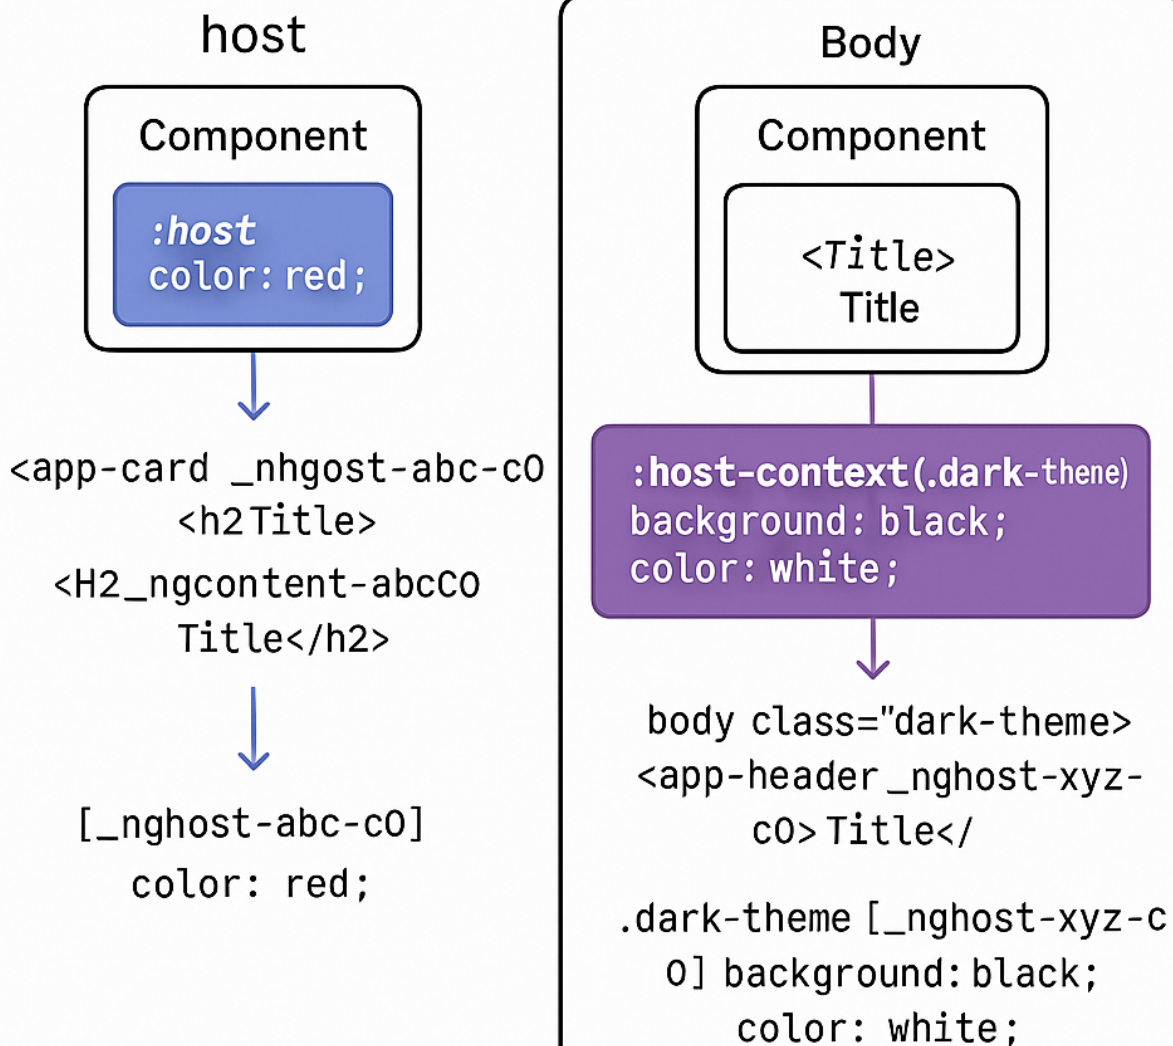 host
Component
:host
color: red;
<app-card _nhgost-abc-cO
<h2 Title>
<H2_ngcontent-abcCO
Title</h2>
[_nghost-abc-cO]
color: red;
Body
Component
<Title>
Title
:host-context(.dark-thene)
background: black;
color: white;
body class="dark-theme>
<app-header _nghost-xyz-
cO> Title</
.dark-theme [_nghost-xyz-c
O] background: black;
color: white;